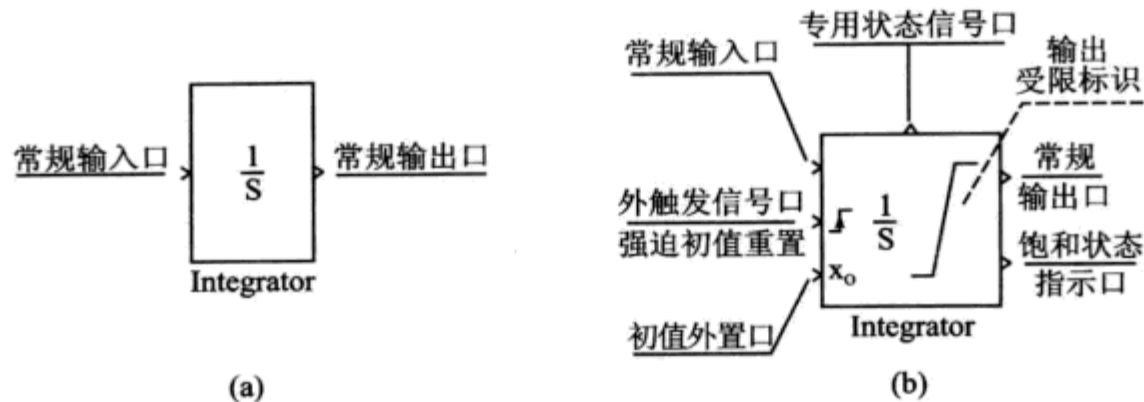 常规输入口
1
S
常规输出口
Integrator
(a)
专用状态信号口
常规输入口
输出
受限标识
外触发信号口
强迫初值重置
1
S
常规
输出口
x₀
饱和状态
指示口
初值外置口
Integrator
(b)